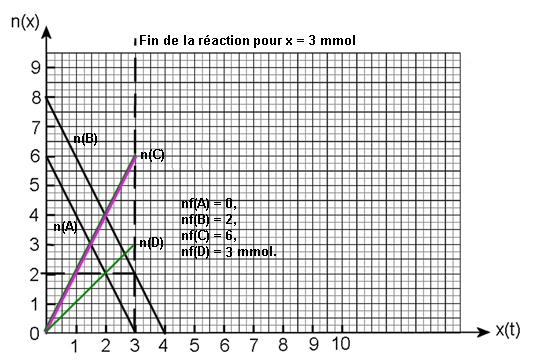 n(x)
Fin de la réaction pour x = 3 mmol
9
8
7
n(B)
6
n(C)
5
nf(A) = 0,
4
n(A)
nf(B) = 2,
nf(C) = 6,
3
n(D)
nf(D) = 3 mmol.
2
1
0
1 2 3 4 5 6 7 8 9 10
x(t)